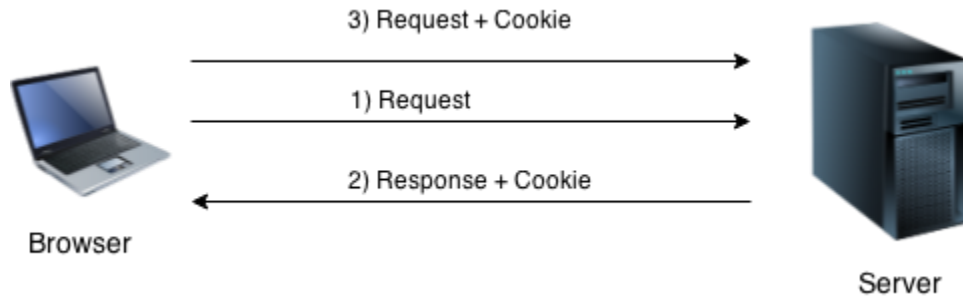 3) Request + Cookie
1) Request
2) Response + Cookie
Browser
Server